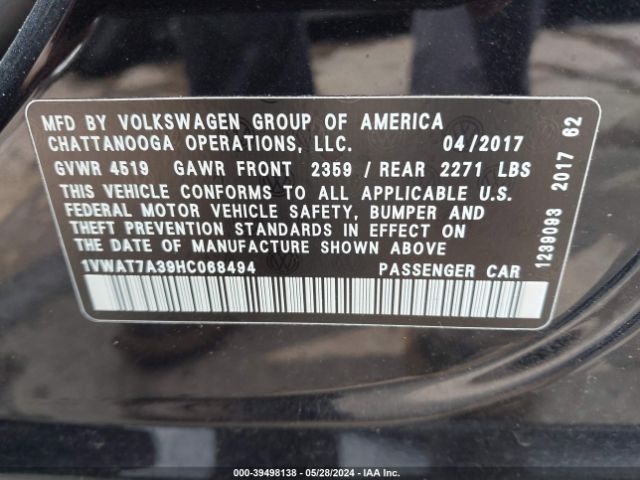 MFD BY VOLKSWAGEN GROUP OF AMERICA
CHATTANOOGA OPERATIONS, LLC. 04/2017
GVWR 4519 GAWR FRONT 2359 / REAR 2271 LBS
THIS VEHICLE CONFORMS TO ALL APPLICABLE U.S.
FEDERAL MOTOR VEHICLE SAFETY, BUMPER AND
THEFT PREVENTION STANDARDS IN EFFECT ON
THE DATE OF MANUFACTURE SHOWN ABOVE
1VWAT7A39HC068494 PASSENGER CAR
1299093 2017 62
000-39498138 - 05/28/2024 - IAA Inc.